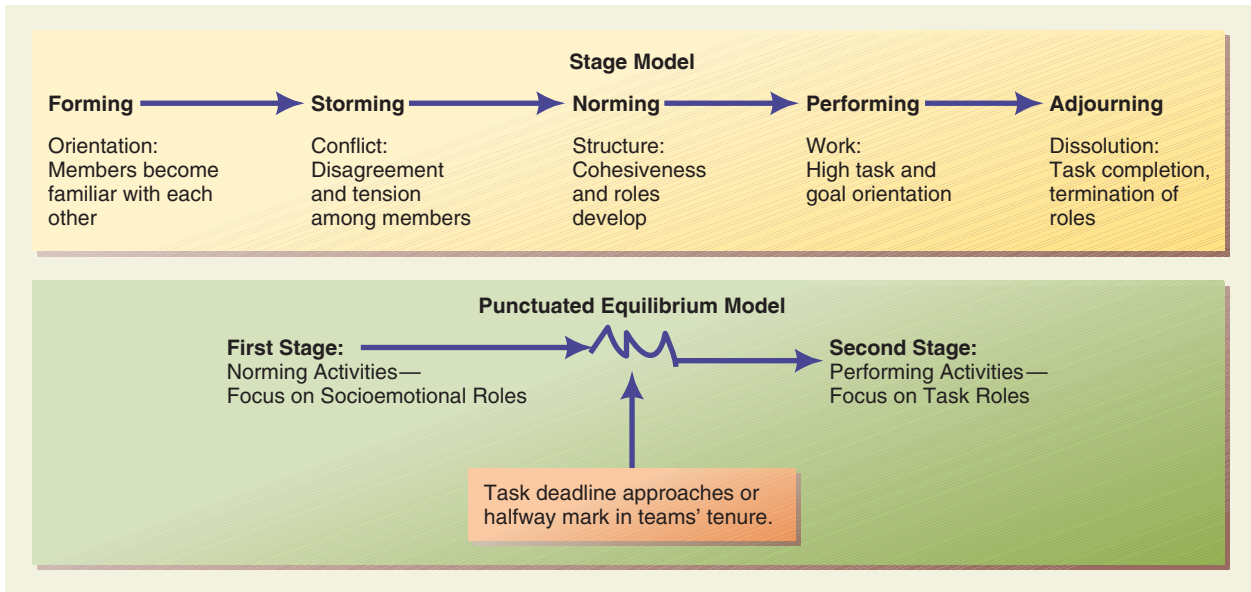 Stage Model
Forming
Storming
Norming
Performing
Adjourning
Orientation:
Members become
familiar with each
other
Conflict:
Disagreement
and tension
among members
Structure:
Cohesiveness
and roles
develop
Work:
High task and
goal orientation
Dissolution:
Task completion,
termination of
roles
Punctuated Equilibrium Model
First Stage:
Norming Activities—
Focus on Socioemotional Roles
Second Stage:
Performing Activities—
Focus on Task Roles
Task deadline approaches or
halfway mark in teams’ tenure.